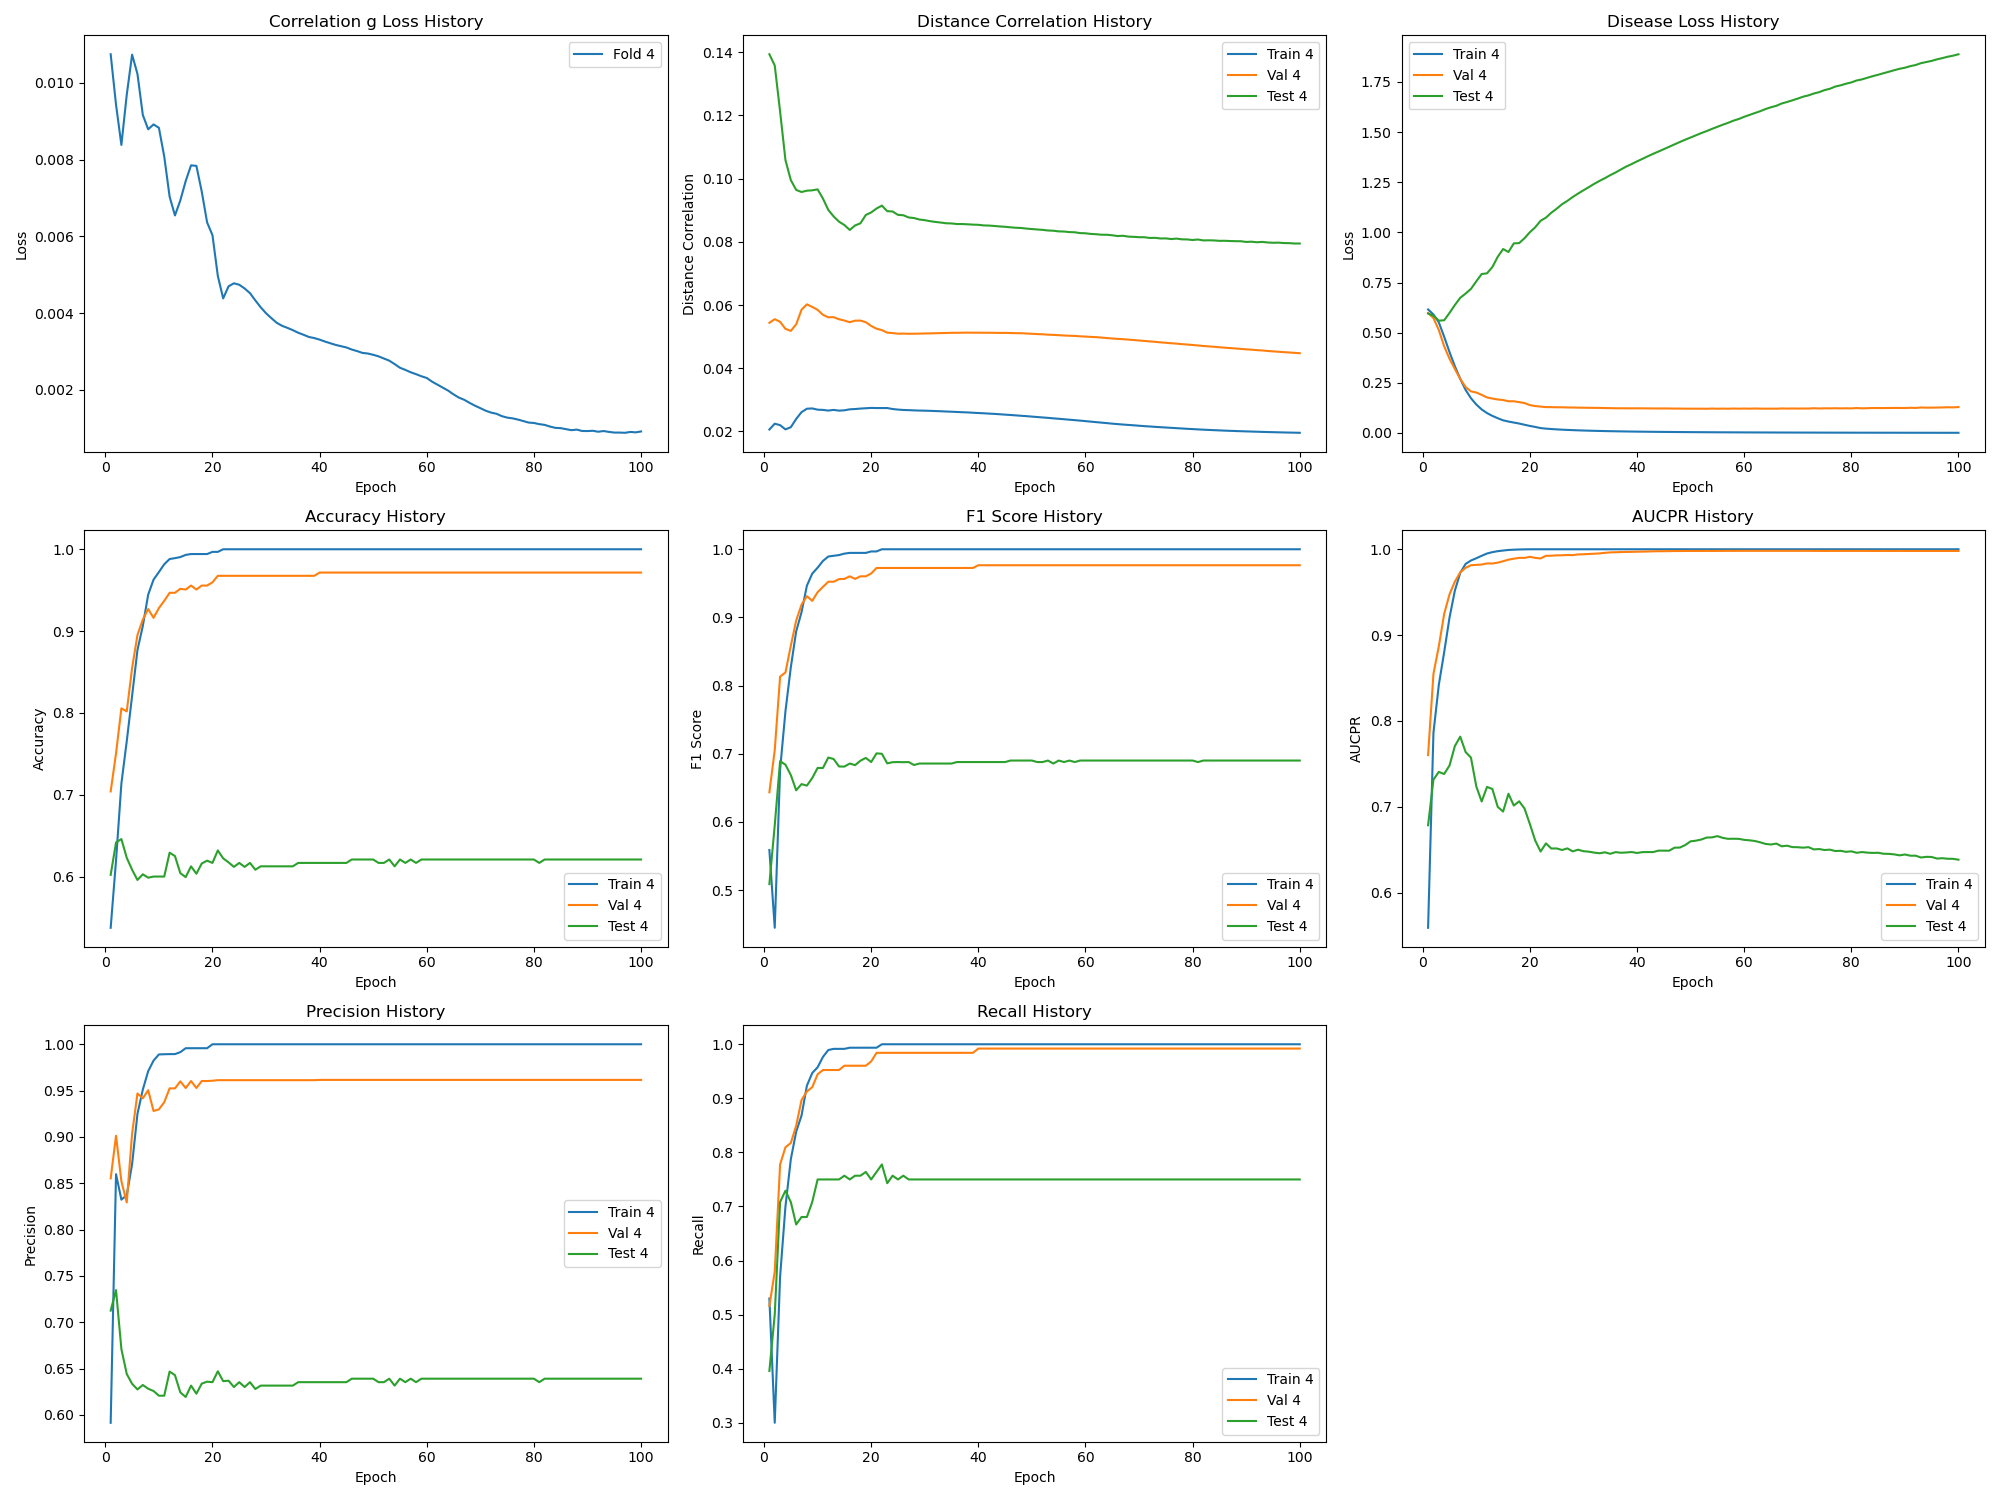 Correlation g Loss History
Fold 4
0.010
0.008
0.006
0.004
0.002
Loss
0 20 40 60 80 100
Epoch
Distance Correlation History
Train 4
Val 4
Test 4
0.14
0.12
0.10
0.08
0.06
0.04
0.02
Distance Correlation
0 20 40 60 80 100
Epoch
Disease Loss History
Train 4
Val 4
Test 4
1.75
1.50
1.25
1.00
0.75
0.50
0.25
0.00
Loss
0 20 40 60 80 100
Epoch
Accuracy History
1.0
0.9
0.8
0.7
0.6
Accuracy
Train 4
Val 4
Test 4
0 20 40 60 80 100
Epoch
F1 Score History
1.0
0.9
0.8
0.7
0.6
0.5
F1 Score
Train 4
Val 4
Test 4
0 20 40 60 80 100
Epoch
AUCPR History
1.0
0.9
0.8
0.7
0.6
AUCPR
Train 4
Val 4
Test 4
0 20 40 60 80 100
Epoch
Precision History
1.00
0.95
0.90
0.85
0.80
0.75
0.70
0.65
0.60
Precision
Train 4
Val 4
Test 4
0 20 40 60 80 100
Epoch
Recall History
1.0
0.9
0.8
0.7
0.6
0.5
0.4
0.3
Recall
Train 4
Val 4
Test 4
0 20 40 60 80 100
Epoch